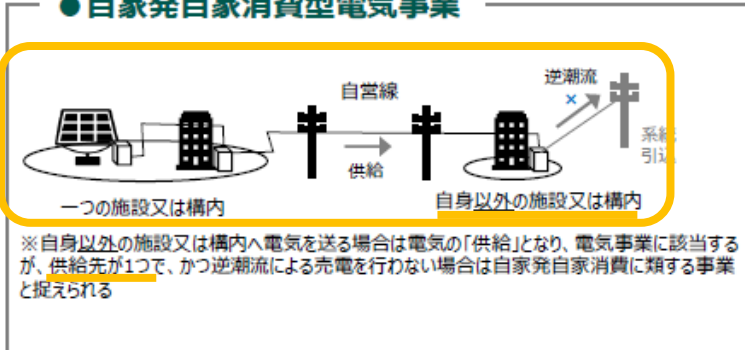 ●自家発自家消費型電気事業
逆潮流
×
自営線
系統
引込
供給
一つの施設又は構内
自身以外の施設又は構内
※自身以外の施設又は構内へ電気を送る場合は電気の「供給」となり、電気事業に該当する
が、供給先が1つで、かつ逆潮流による売電を行わない場合は自家発自家消費に類する事業
と捉えられる